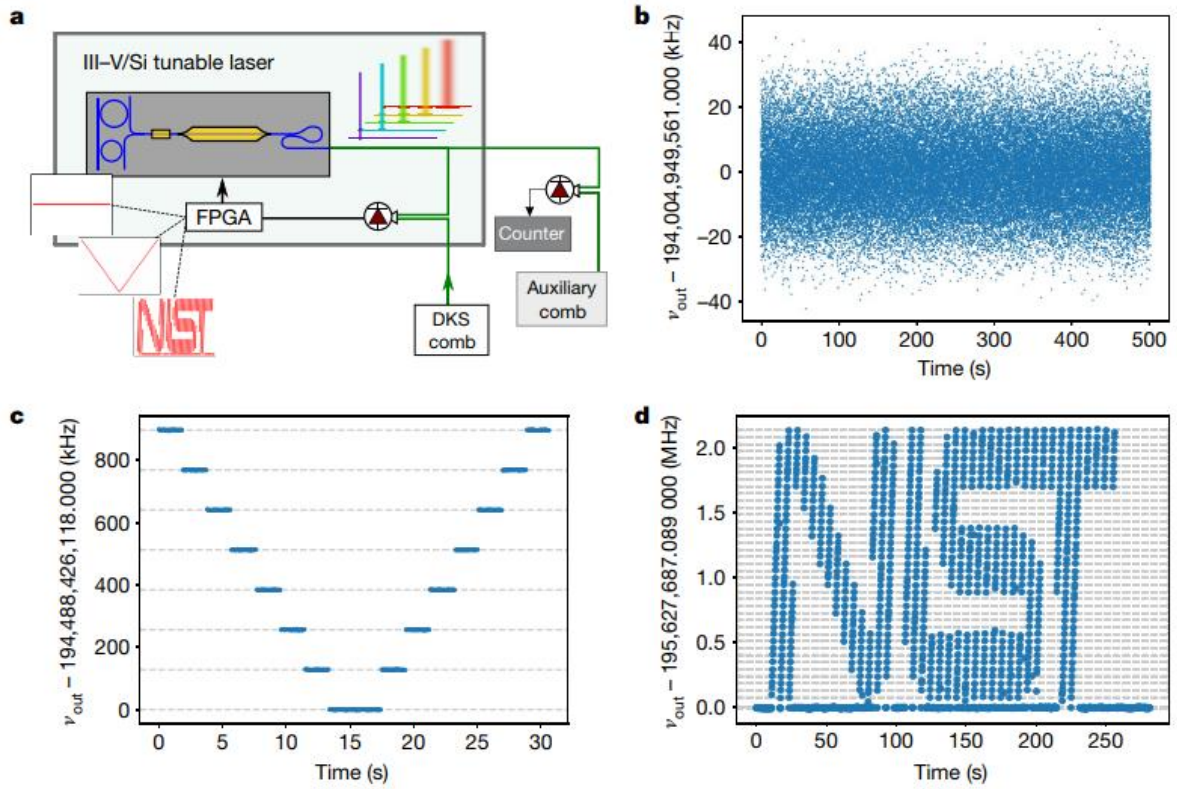 a
III–V/Si tunable laser
FPGA
Counter
Auxiliary
comb
DKS
comb
NIST
b
ν_out – 194,004,949,561.000 (kHz)
40
20
0
–20
–40
0 100 200 300 400 500
Time (s)
c
ν_out – 194,488,426,118.000 (kHz)
800
600
400
200
0
0 5 10 15 20 25 30
Time (s)
d
ν_out – 195,627,687.089 000 (MHz)
2.0
1.5
1.0
0.5
0.0
NIST
0 50 100 150 200 250
Time (s)